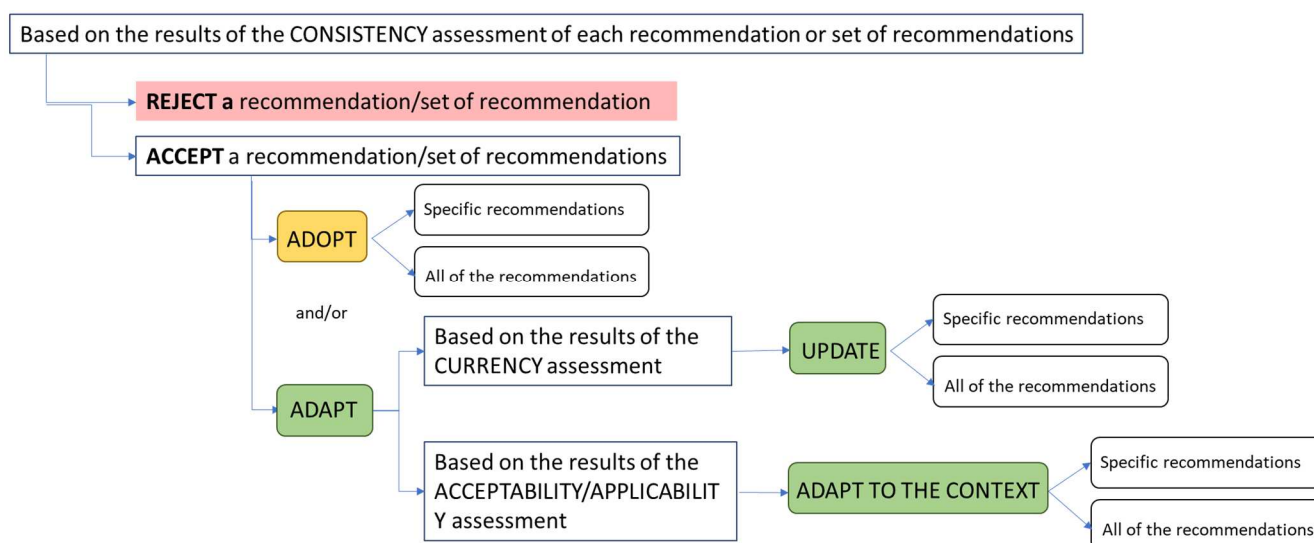 Based on the results of the CONSISTENCY assessment of each recommendation or set of recommendations
REJECT a recommendation/set of recommendation
ACCEPT a recommendation/set of recommendations
ADOPT
Specific recommendations
All of the recommendations
and/or
ADAPT
Based on the results of the
CURRENCY assessment
UPDATE
Specific recommendations
All of the recommendations
Based on the results of the
ACCEPTABILITY/APPLICABILIT
Y assessment
ADAPT TO THE CONTEXT
Specific recommendations
All of the recommendations